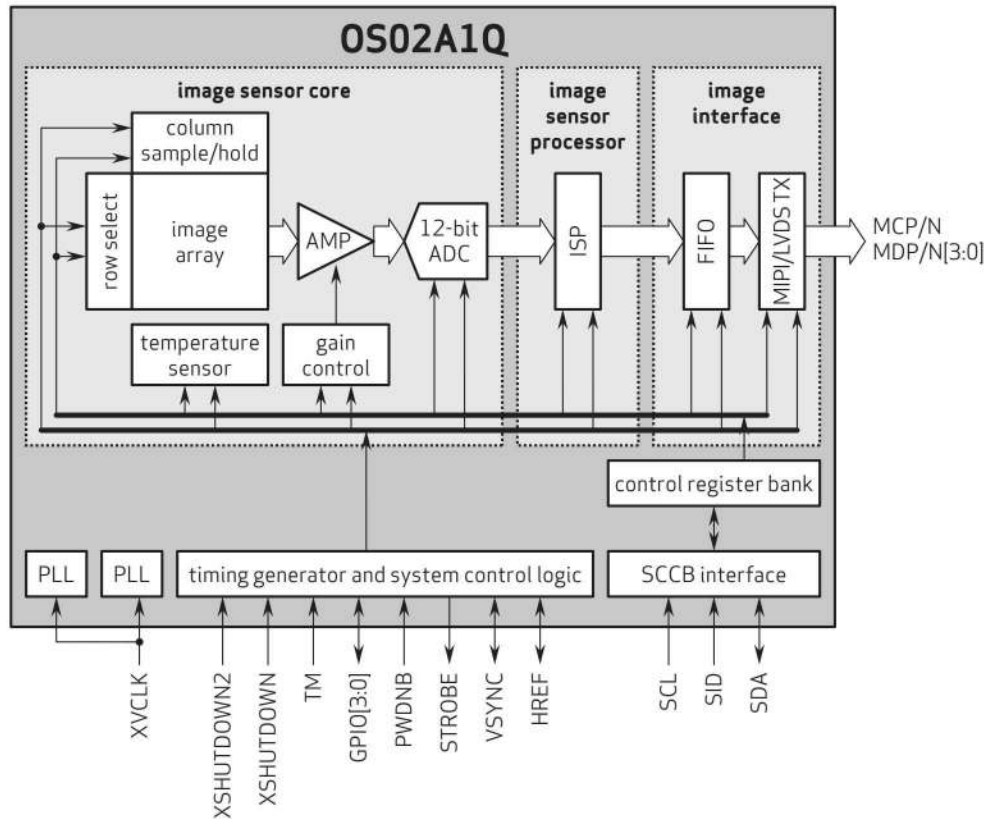 OS02A1Q
image sensor core
image
sensor
processor
image
interface
column
sample/hold
row select
image
array
AMP
12-bit
ADC
ISP
FIFO
MIPI/LVDS TX
MCP/N
MDP/N[3:0]
temperature
sensor
gain
control
control register bank
PLL
PLL
timing generator and system control logic
SCCB interface
XVCLK
XSHUTDOWN2
XSHUTDOWN
TM
GPIO[3:0]
PWDNB
STROBE
VSYNC
HREF
SCL
SID
SDA